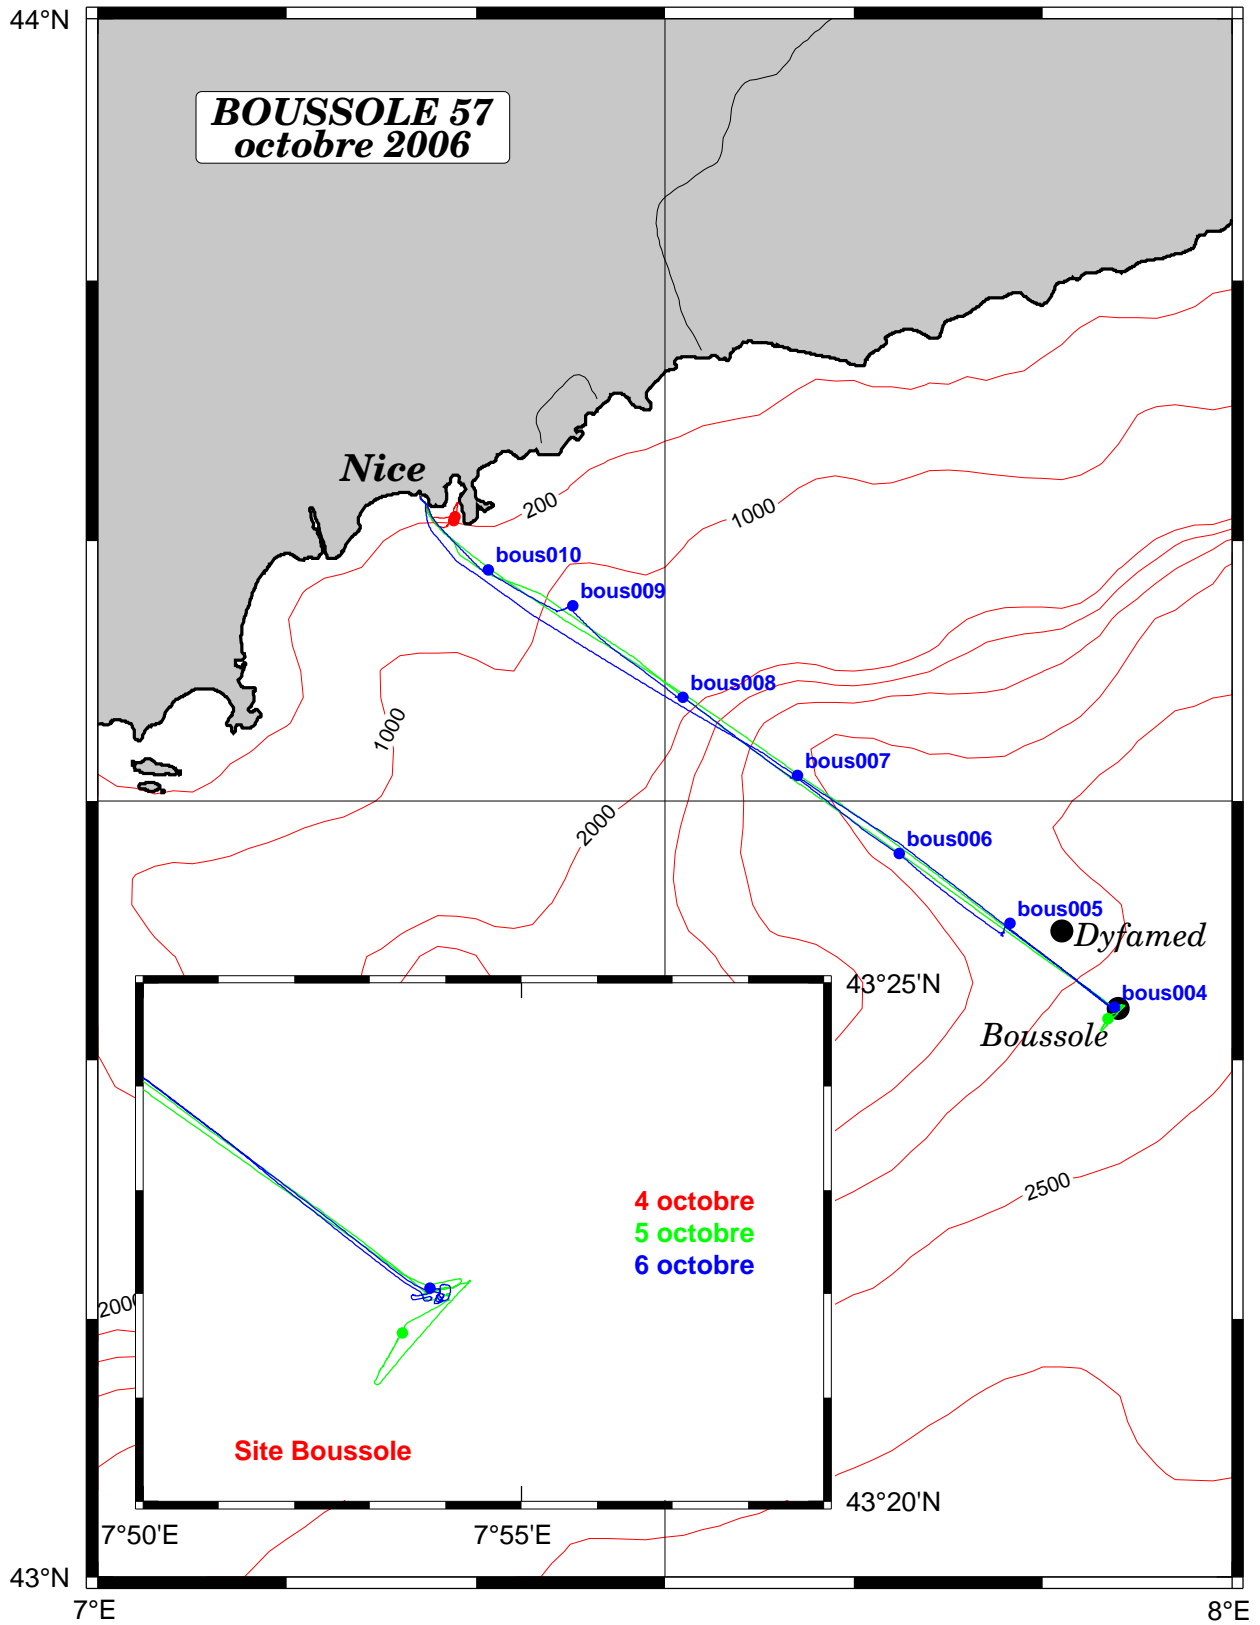 44°N
BOUSSOLE 57
octobre 2006
Nice
200
1000
bous010
bous009
bous008
1000
bous007
2000
bous006
bous005
Dyfamed
43°25'N
bous004
Boussole
2500
4 octobre
5 octobre
6 octobre
2000
Site Boussole
43°20'N
7°50'E
7°55'E
43°N
7°E
8°E